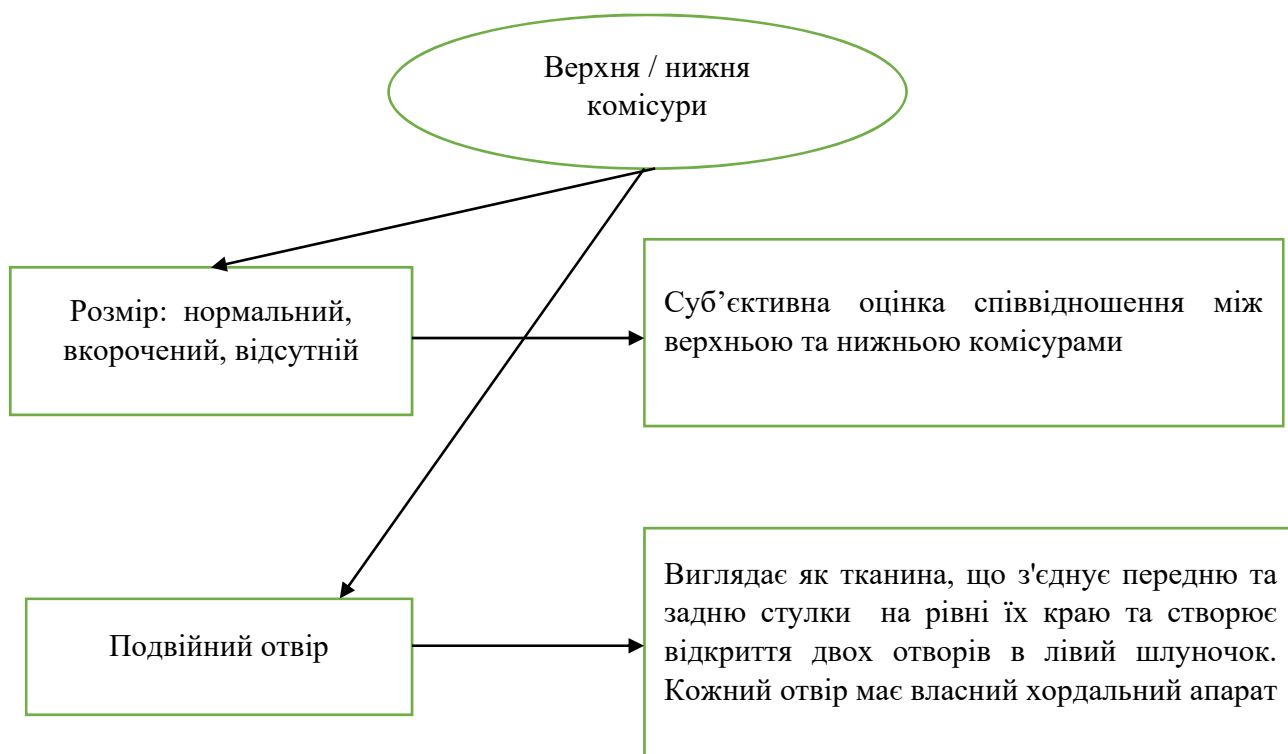 Верхня / нижня
комісури
Розмір: нормальний,
вкорочений, відсутній
Суб’єктивна оцінка співвідношення між
верхньою та нижньою комісурами
Подвійний отвір
Виглядає як тканина, що з'єднує передню та
задню стулки на рівні їх краю та створює
відкриття двох отворів в лівий шлуночок.
Кожний отвір має власний хордальний апарат